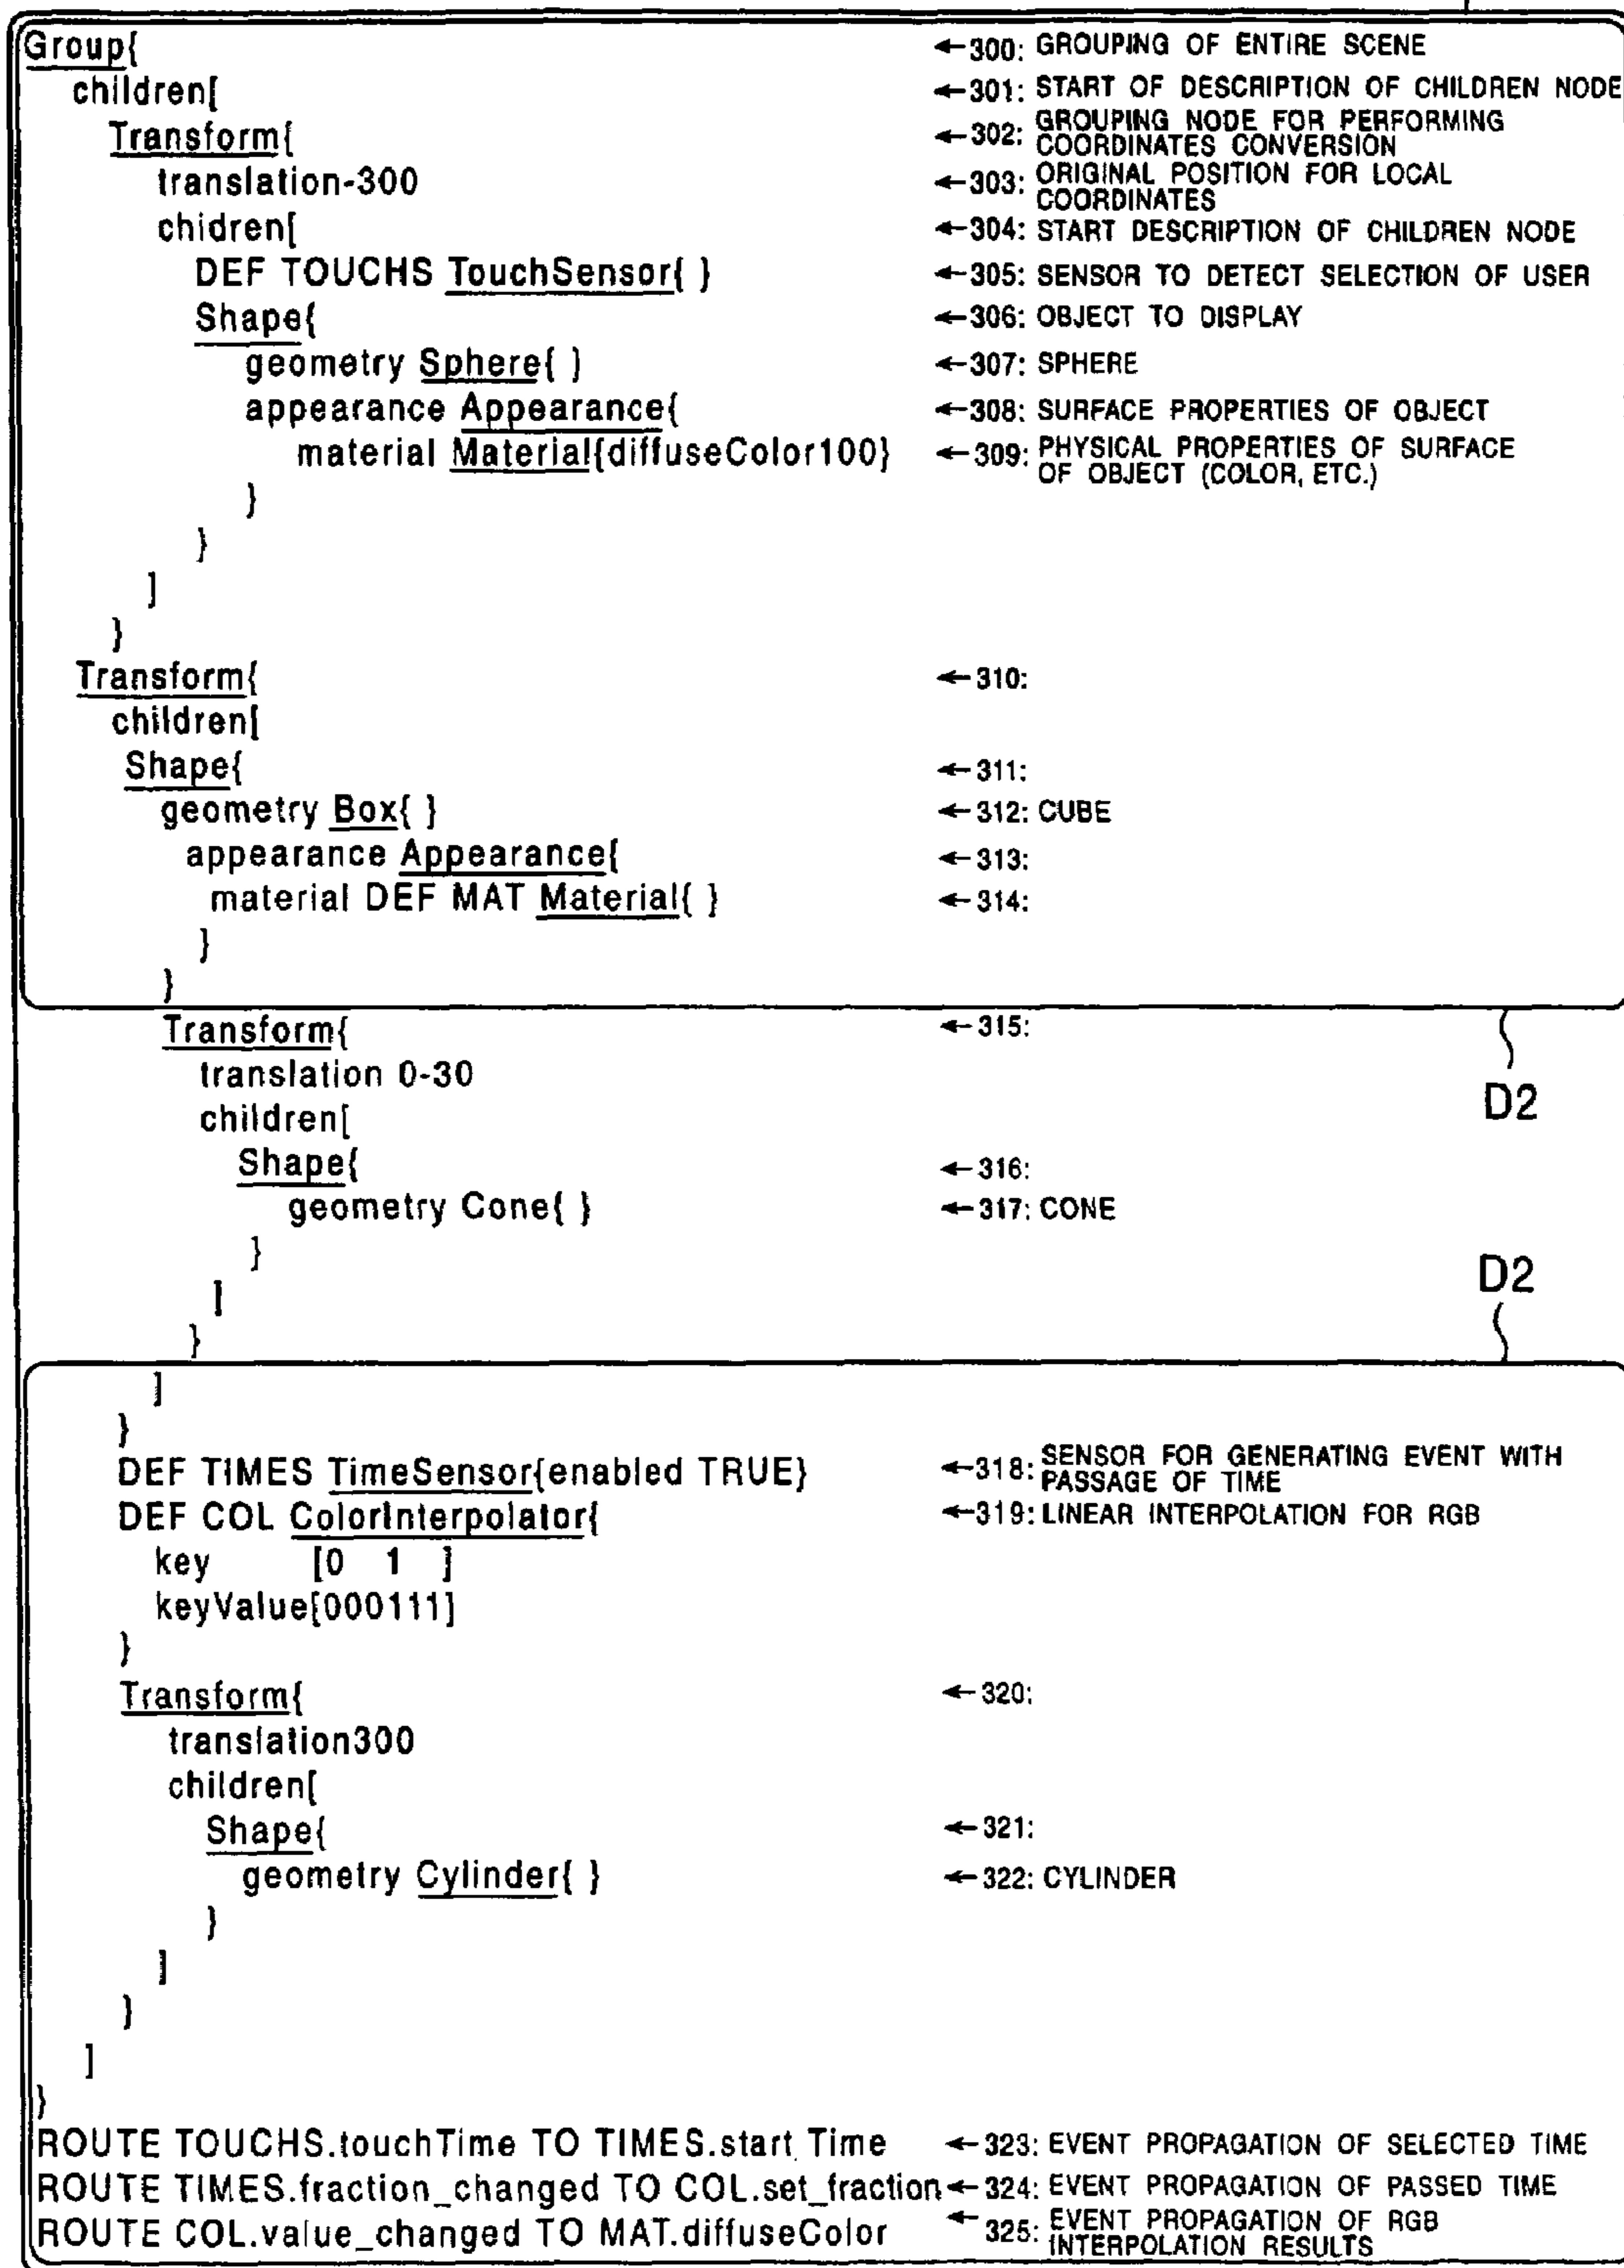 Group{ ←300: GROUPING OF ENTIRE SCENE
children[ ←301: START OF DESCRIPTION OF CHILDREN NODE
Transform{ ←302: GROUPING NODE FOR PERFORMING
COORDINATES CONVERSION
translation-300 ←303: ORIGINAL POSITION FOR LOCAL
COORDINATES
chidren[ ←304: START DESCRIPTION OF CHILDREN NODE
DEF TOUCHS TouchSensor{ } ←305: SENSOR TO DETECT SELECTION OF USER
Shape{ ←306: OBJECT TO DISPLAY
geometry Sphere{ } ←307: SPHERE
appearance Appearance{ ←308: SURFACE PROPERTIES OF OBJECT
material Material{diffuseColor100} ←309: PHYSICAL PROPERTIES OF SURFACE
OF OBJECT (COLOR, ETC.)
}
}
]
}
Transform{ ←310:
children[
Shape{ ←311:
geometry Box{ } ←312: CUBE
appearance Appearance{ ←313:
material DEF MAT Material{ } ←314:
}
}
Transform{ ←315:
translation 0-30
D2
children[
Shape{ ←316:
geometry Cone{ } ←317: CONE
}
D2
]
}
]
}
DEF TIMES TimeSensor{enabled TRUE} ←318: SENSOR FOR GENERATING EVENT WITH
PASSAGE OF TIME
DEF COL ColorInterpolator{ ←319: LINEAR INTERPOLATION FOR RGB
key [0 1 ]
keyValue[000111]
}
Transform{ ←320:
translation300
children[
Shape{ ←321:
geometry Cylinder{ } ←322: CYLINDER
}
]
}
]
}
ROUTE TOUCHS.touchTime TO TIMES.start Time ←323: EVENT PROPAGATION OF SELECTED TIME
ROUTE TIMES.fraction_changed TO COL.set_fraction ←324: EVENT PROPAGATION OF PASSED TIME
ROUTE COL.value_changed TO MAT.diffuseColor ←325: EVENT PROPAGATION OF RGB
INTERPOLATION RESULTS